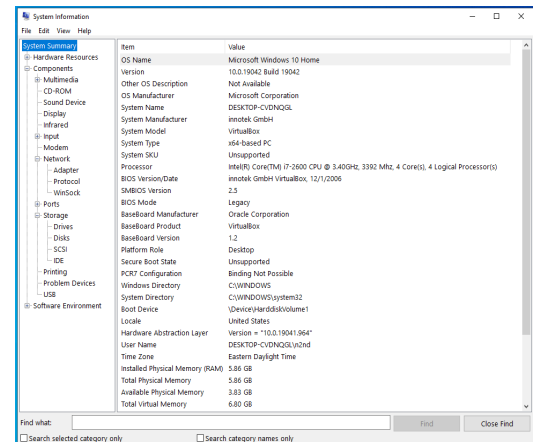 System Information
File Edit View Help
System Summary
Hardware Resources
Components
Multimedia
CD-ROM
Sound Device
Display
Infrared
Input
Modem
Network
Adapter
Protocol
WinSock
Ports
Storage
Drives
Disks
SCSI
IDE
Printing
Problem Devices
USB
Software Environment
Item Value
OS Name Microsoft Windows 10 Home
Version 10.0.19042 Build 19042
Other OS Description Not Available
OS Manufacturer Microsoft Corporation
System Name DESKTOP-CVDNQGL
System Manufacturer innotek GmbH
System Model VirtualBox
System Type x64-based PC
System SKU Unsupported
Processor Intel(R) Core(TM) i7-2600 CPU @ 3.40GHz, 3392 Mhz, 4 Core(s), 4 Logical Processor(s)
BIOS Version/Date innotek GmbH VirtualBox, 12/1/2006
SMBIOS Version 2.5
BIOS Mode Legacy
BaseBoard Manufacturer Oracle Corporation
BaseBoard Product VirtualBox
BaseBoard Version 1.2
Platform Role Desktop
Secure Boot State Unsupported
PCR7 Configuration Binding Not Possible
Windows Directory C:\WINDOWS
System Directory C:\WINDOWS\system32
Boot Device \Device\HarddiskVolume1
Locale United States
Hardware Abstraction Layer Version = "10.0.19041.964"
User Name DESKTOP-CVDNQGL\n2nd
Time Zone Eastern Daylight Time
Installed Physical Memory (RAM) 5.86 GB
Total Physical Memory 5.86 GB
Available Physical Memory 3.83 GB
Total Virtual Memory 6.80 GB
Find what: Find Close Find
Search selected category only Search category names only